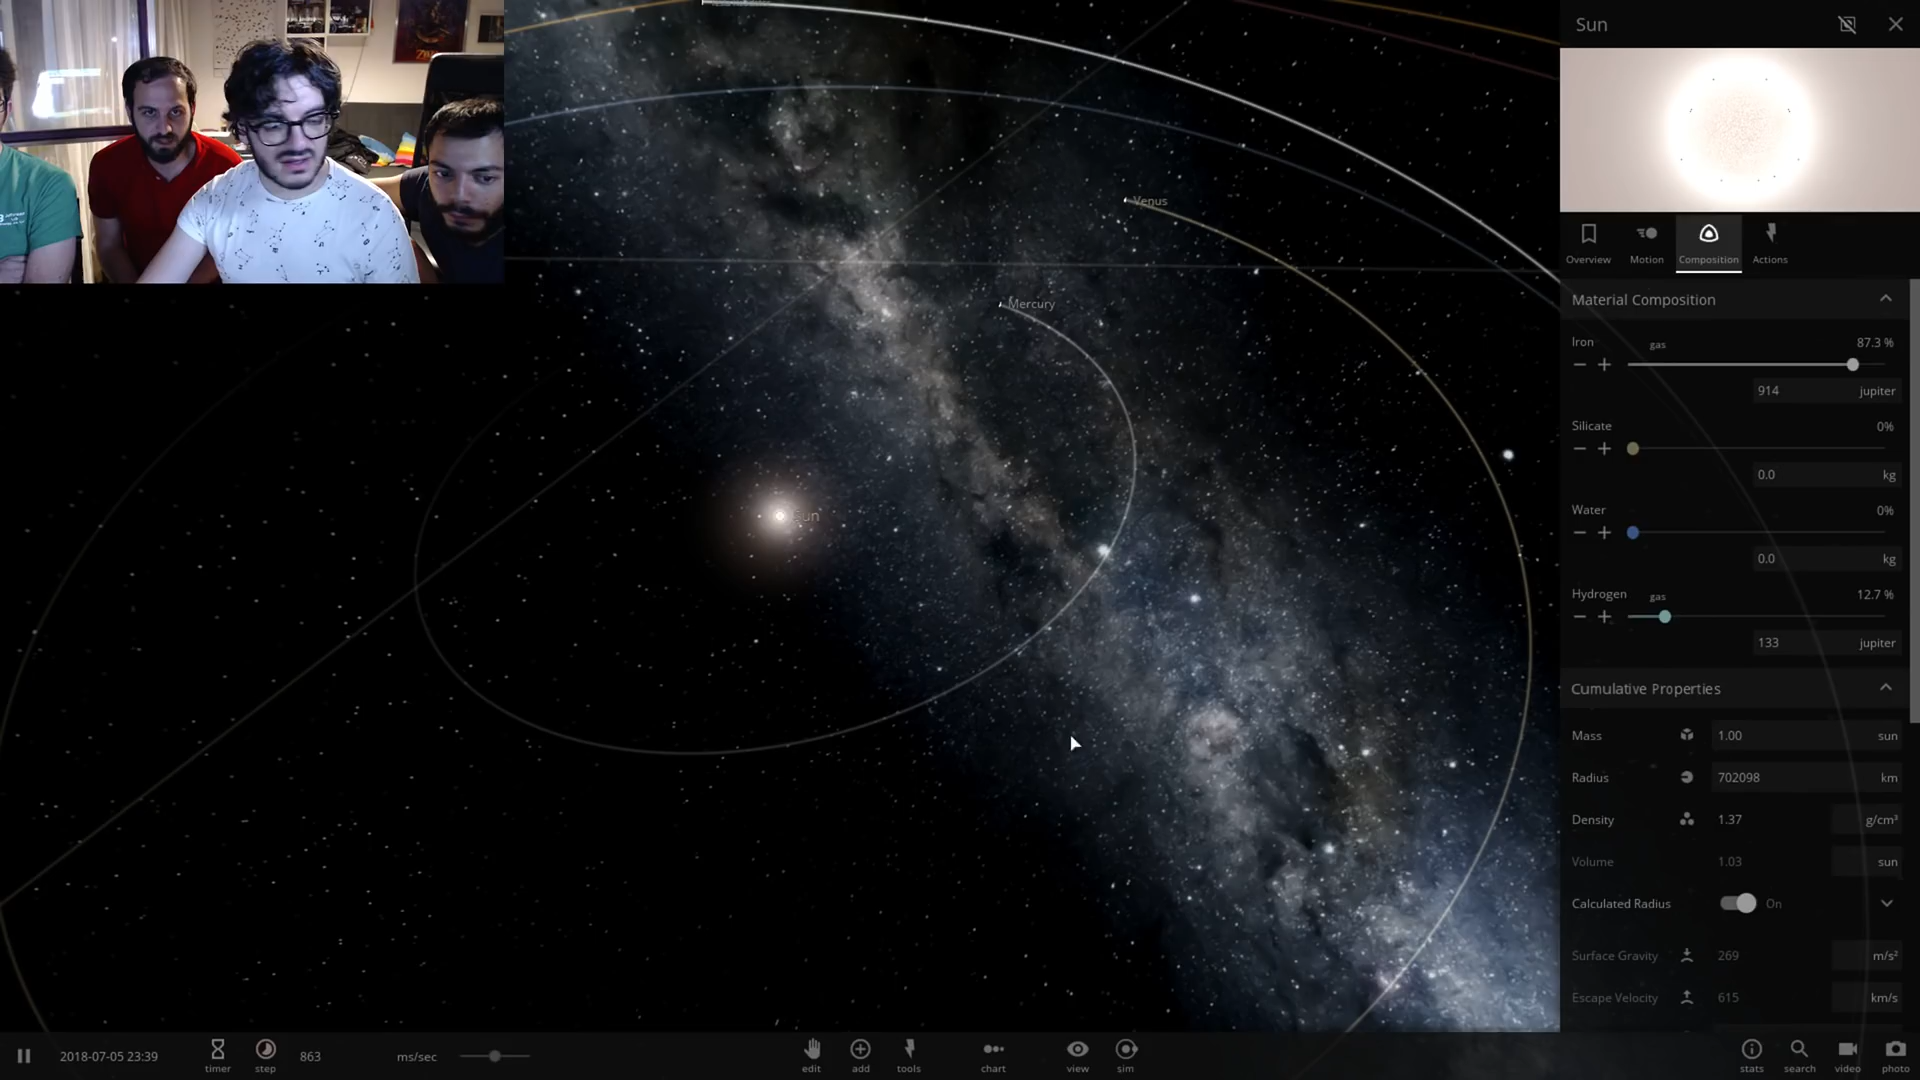 Sun
Venus
Mercury
Sun
Overview
Motion
Composition
Actions
Material Composition
Iron
gas
87.3 %
914
jupiter
Silicate
0%
0.0
kg
Water
0%
0.0
kg
Hydrogen
gas
12.7 %
133
jupiter
Cumulative Properties
Mass
1.00
sun
Radius
702098
km
Density
1.37
g/cm³
Volume
1.03
sun
Calculated Radius
On
Surface Gravity
269
m/s²
Escape Velocity
615
km/s
2018-07-05 23:39
timer
step
863
ms/sec
edit
add
tools
chart
view
sim
stats
search
video
photo